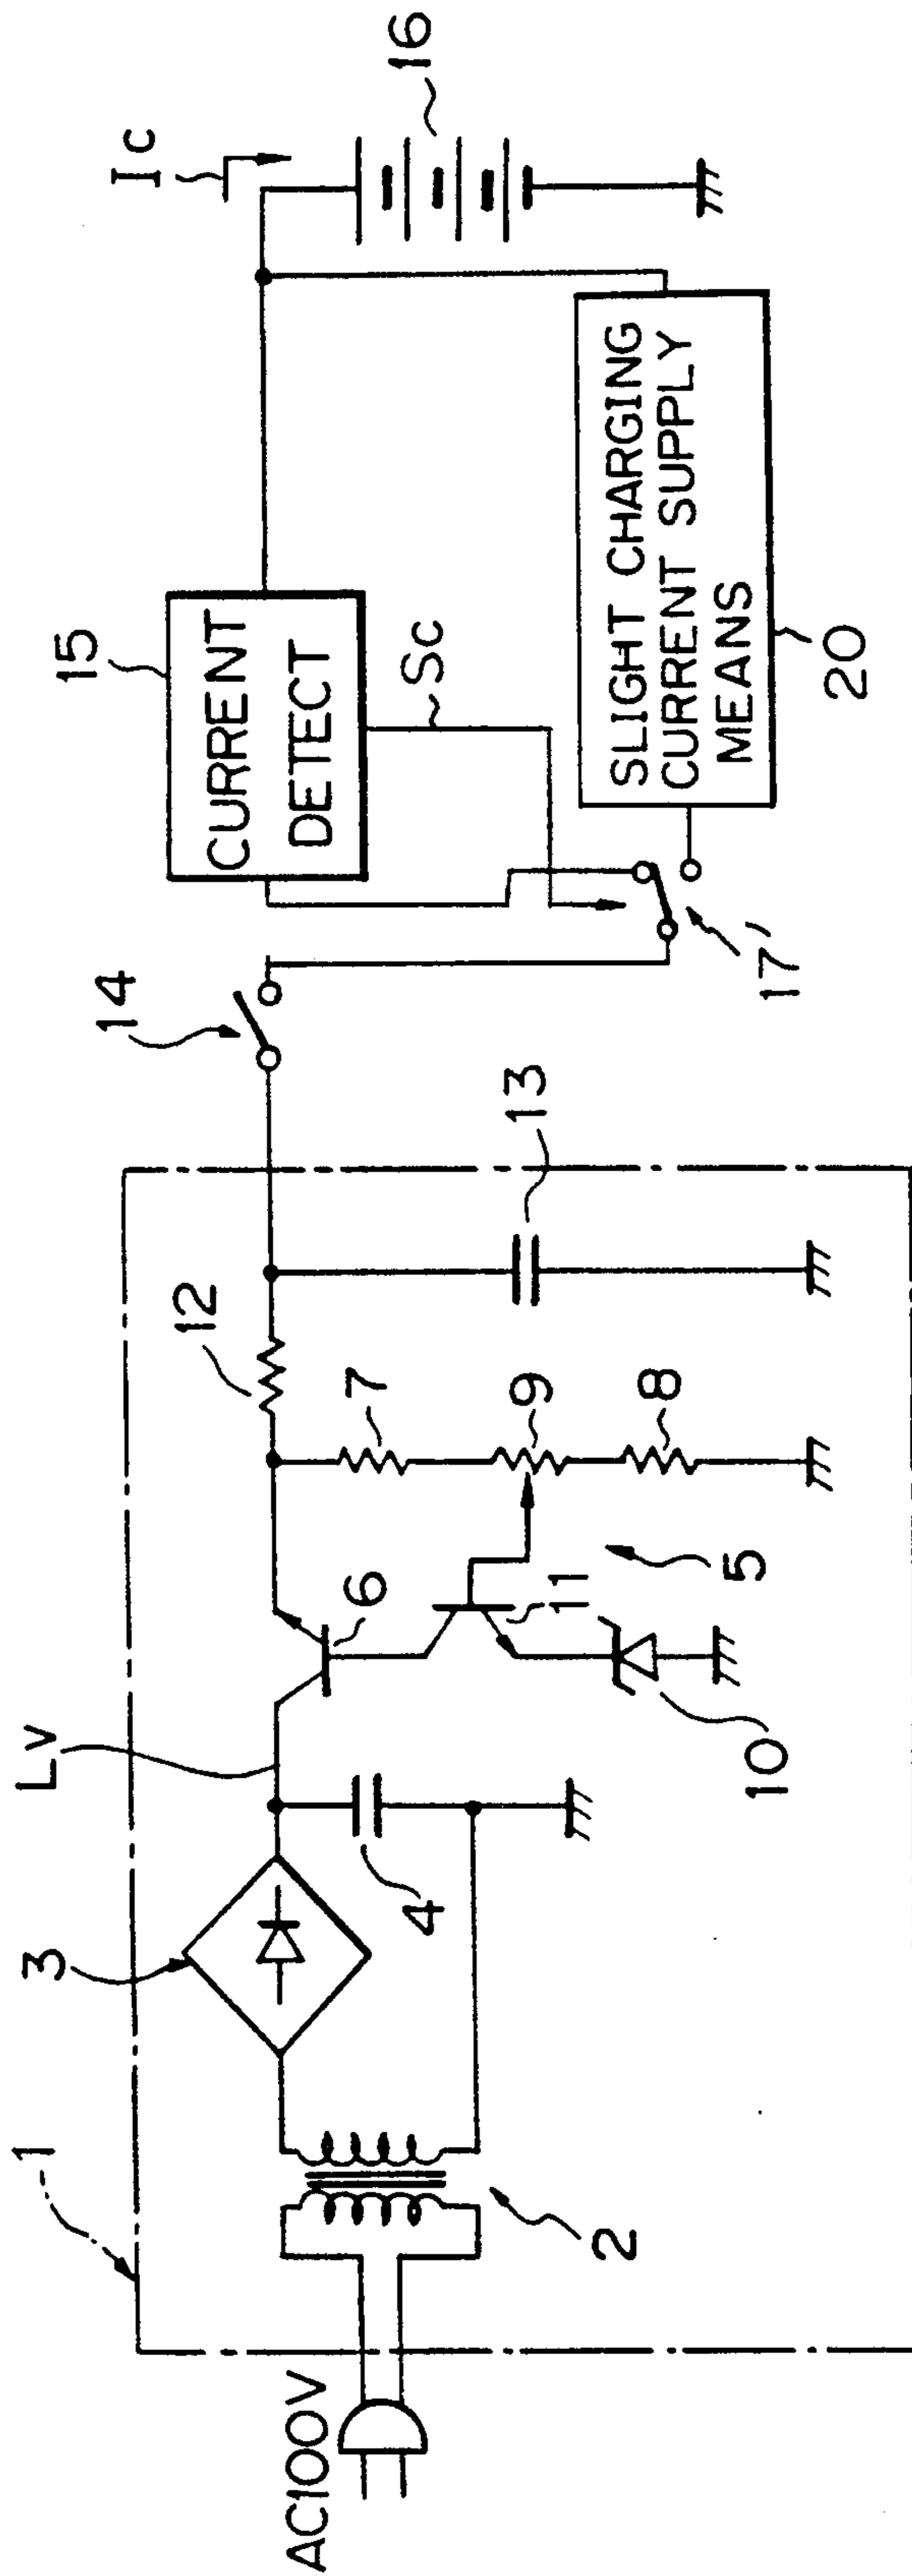 1
AC100V
2
3
Lv
4
6
11
10
5
12
7
9
8
13
14
17'
15
CURRENT
DETECT
Sc
SLIGHT CHARGING
CURRENT SUPPLY
MEANS
20
Ic
16